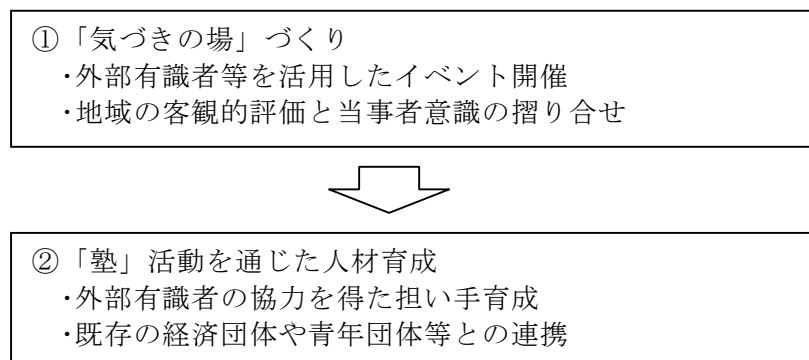 ①「気づきの場」づくり
・外部有識者等を活用したイベント開催
・地域の客観的評価と当事者意識の摺り合せ
②「塾」活動を通じた人材育成
・外部有識者の協力を得た担い手育成
・既存の経済団体や青年団体等との連携